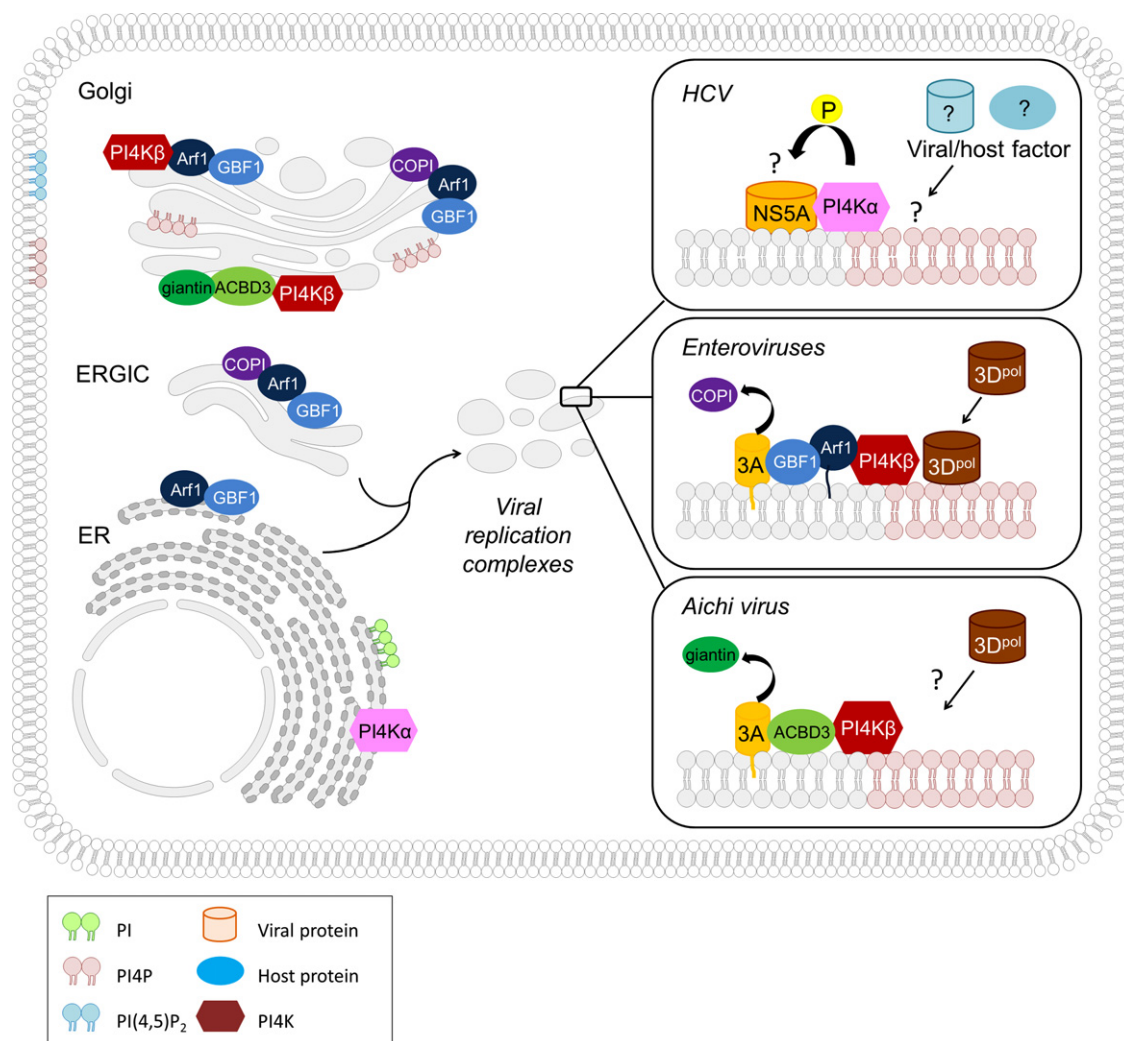 Golgi
PI4Kβ
Arf1
GBF1
COPI
Arf1
GBF1
giantin
ACBD3
PI4Kβ
ERGIC
COPI
Arf1
GBF1
Arf1
GBF1
ER
PI4Kα
Viral
replication
complexes
HCV
P
?
NS5A
PI4Kα
?
?
Viral/host factor
?
Enteroviruses
COPI
3A
GBF1
Arf1
PI4Kβ
3Dpol
3Dpol
Aichi virus
giantin
3A
ACBD3
PI4Kβ
?
3Dpol
PI
Viral protein
PI4P
Host protein
PI(4,5)P₂
PI4K